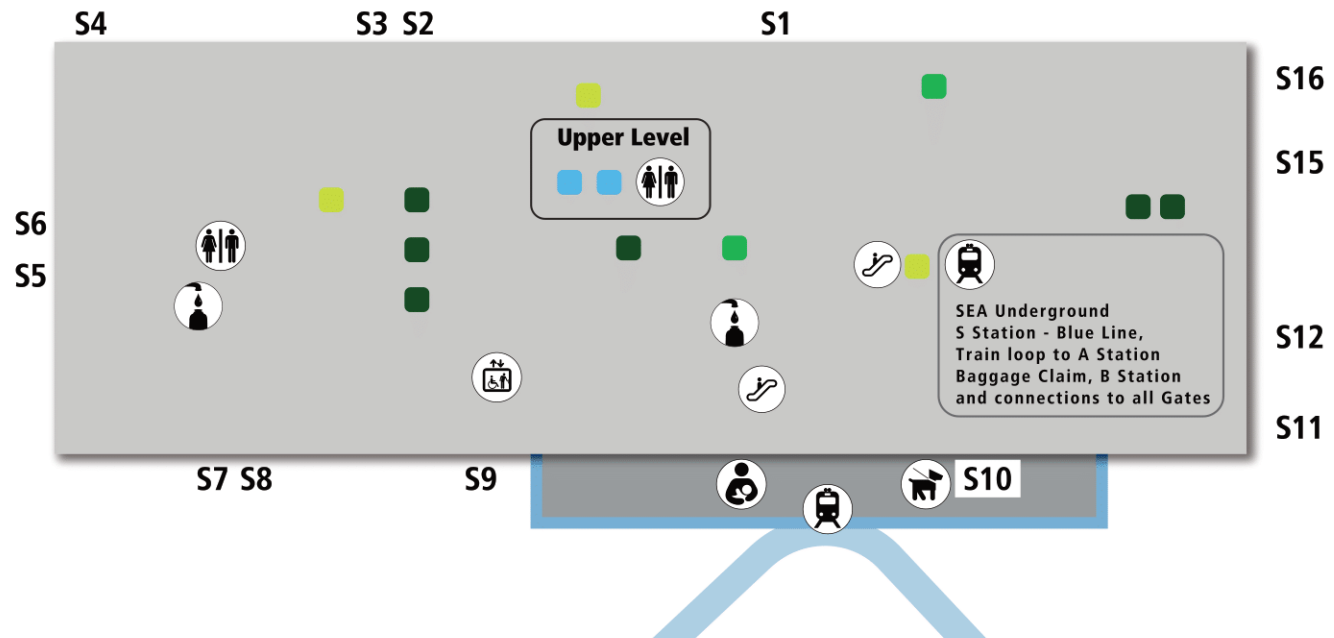 S4
S3 S2
S1
S16
Upper Level
S15
S6
S5
SEA Underground
S Station - Blue Line,
Train loop to A Station
Baggage Claim, B Station
and connections to all Gates
S12
S11
S7 S8
S9
S10